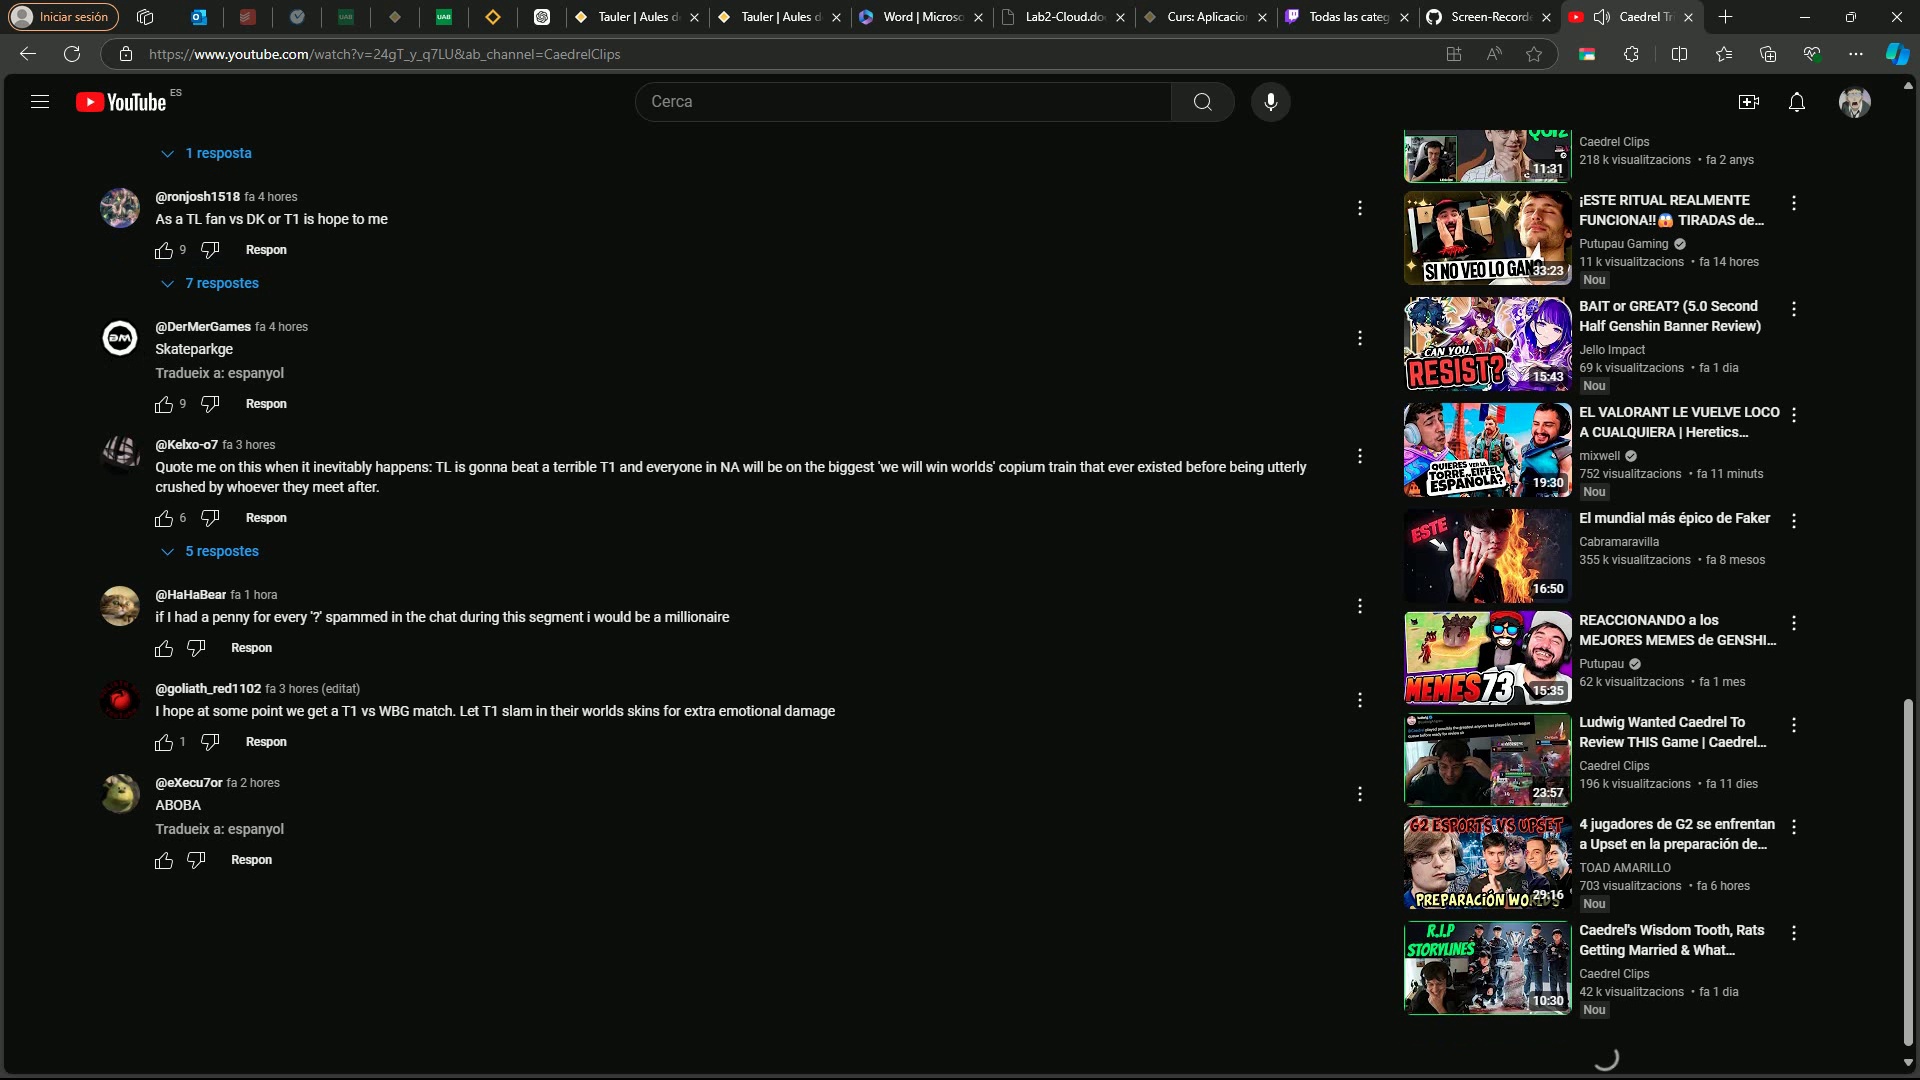 Iniciar sesión
Tauler | Aules d
Tauler | Aules d
Word | Microso
Lab2-Cloud.do
Curs: Aplicacion
Todas las categ
Screen-Recorde
Caedrel Tr
https://www.youtube.com/watch?v=24gT_y_q7LU&ab_channel=CaedrelClips
YouTube ES
Cerca
1 resposta
@ronjosh1518 fa 4 hores
As a TL fan vs DK or T1 is hope to me
9 Respon
7 respostes
@DerMerGames fa 4 hores
Skateparkge
Tradueix a: espanyol
9 Respon
@Kelxo-o7 fa 3 hores
Quote me on this when it inevitably happens: TL is gonna beat a terrible T1 and everyone in NA will be on the biggest 'we will win worlds' copium train that ever existed before being utterly
crushed by whoever they meet after.
6 Respon
5 respostes
@HaHaBear fa 1 hora
if I had a penny for every '?' spammed in the chat during this segment i would be a millionaire
Respon
@goliath_red1102 fa 3 hores (editat)
I hope at some point we get a T1 vs WBG match. Let T1 slam in their worlds skins for extra emotional damage
1 Respon
@eXecu7or fa 2 hores
ABOBA
Tradueix a: espanyol
Respon
QUIZ
11:31
Caedrel Clips
218 k visualitzacions • fa 2 anys
SI NO VEO LO GANO
33:23
¡ESTE RITUAL REALMENTE
FUNCIONA!!😱 TIRADAS de...
Putupau Gaming
11 k visualitzacions • fa 14 hores
Nou
CAN YOU
RESIST?
15:43
BAIT or GREAT? (5.0 Second
Half Genshin Banner Review)
Jello Impact
69 k visualitzacions • fa 1 dia
Nou
QUIERES VER LA
TORRE EIFFEL
ESPAÑOLA?
19:30
EL VALORANT LE VUELVE LOCO
A CUALQUIERA | Heretics...
mixwell
752 visualitzacions • fa 11 minuts
Nou
ESTE
16:50
El mundial más épico de Faker
Cabramaravilla
355 k visualitzacions • fa 8 mesos
MEMES 73
15:35
REACCIONANDO a los
MEJORES MEMES de GENSHI...
Putupau
62 k visualitzacions • fa 1 mes
23:57
Ludwig Wanted Caedrel To
Review THIS Game | Caedrel...
Caedrel Clips
196 k visualitzacions • fa 11 dies
G2 ESPORTS VS UPSET
PREPARACIÓN WORLDS
29:16
4 jugadores de G2 se enfrentan
a Upset en la preparación de...
TOAD AMARILLO
703 visualitzacions • fa 6 hores
Nou
R.I.P
STORYLINES
10:30
Caedrel's Wisdom Tooth, Rats
Getting Married & What...
Caedrel Clips
42 k visualitzacions • fa 1 dia
Nou